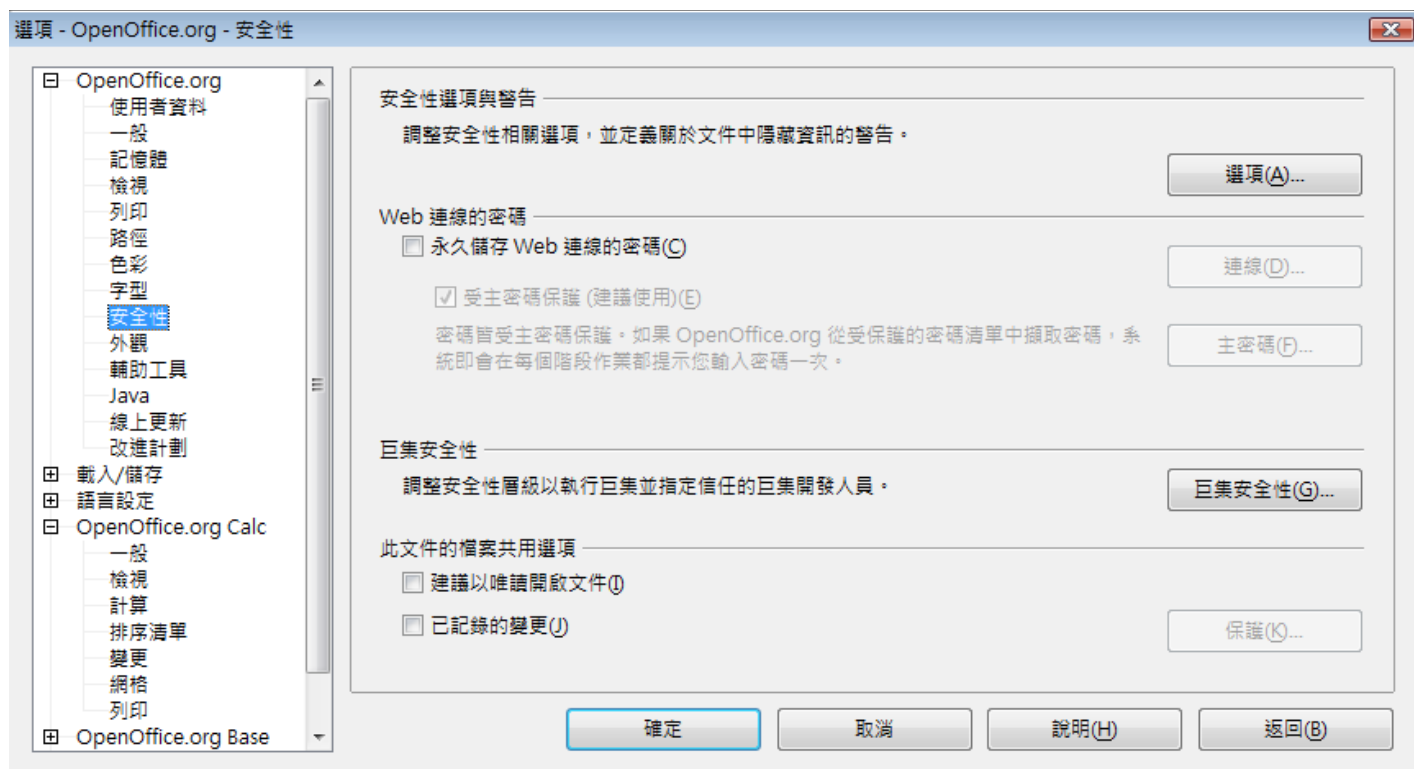 選項 - OpenOffice.org - 安全性
OpenOffice.org
使用者資料
一般
記憶體
檢視
列印
路徑
色彩
字型
安全性
外觀
輔助工具
Java
線上更新
改進計劃
載入/儲存
語言設定
OpenOffice.org Calc
一般
檢視
計算
排序清單
變更
網格
列印
OpenOffice.org Base
安全性選項與警告
調整安全性相關選項，並定義關於文件中隱藏資訊的警告。
選項(A)...
Web 連線的密碼
永久儲存 Web 連線的密碼(C)
連線(D)...
受主密碼保護 (建議使用)(E)
密碼皆受主密碼保護。如果 OpenOffice.org 從受保護的密碼清單中擷取密碼，系
統即會在每個階段作業都提示您輸入密碼一次。
主密碼(F)...
巨集安全性
調整安全性層級以執行巨集並指定信任的巨集開發人員。
巨集安全性(G)...
此文件的檔案共用選項
建議以唯讀開啟文件(I)
已記錄的變更(J)
保護(K)...
確定
取消
說明(H)
返回(B)